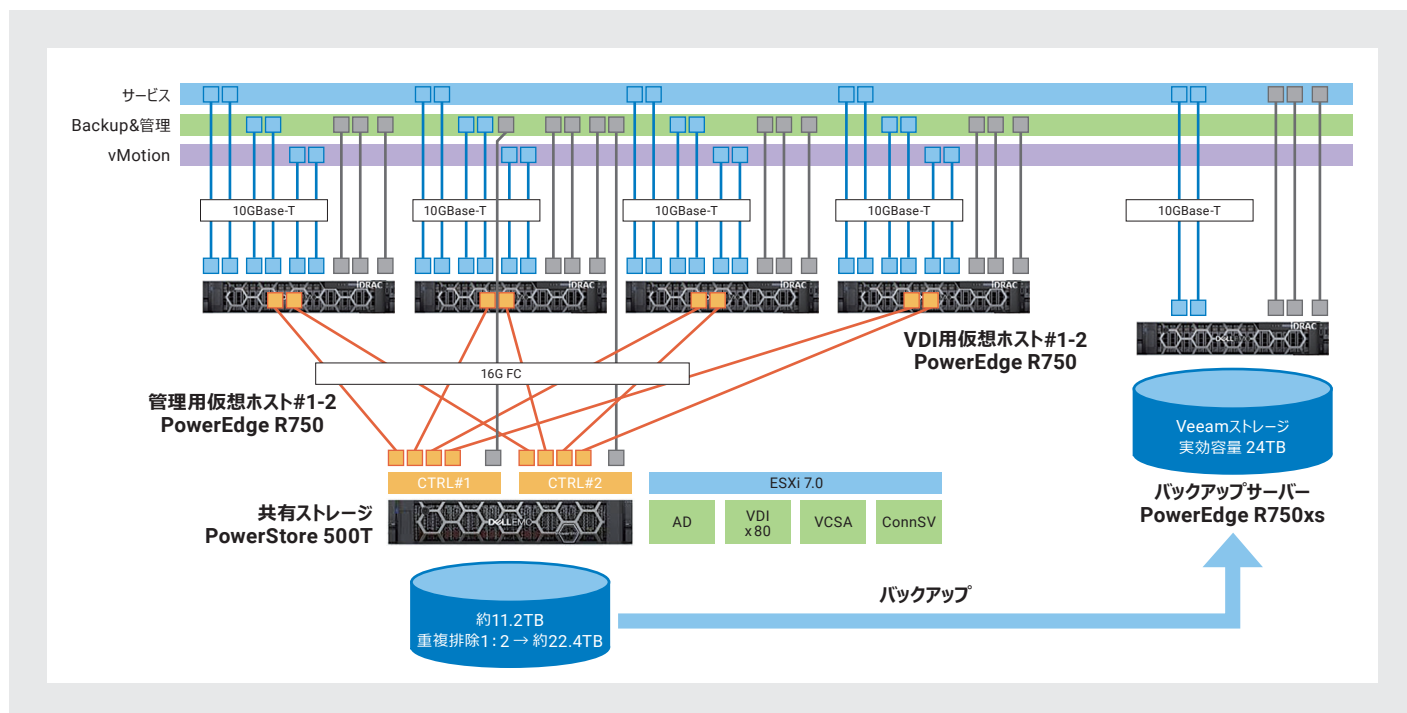 サービス
Backup&管理
vMotion
10GBase-T
10GBase-T
10GBase-T
10GBase-T
10GBase-T
iDRAC
iDRAC
iDRAC
iDRAC
iDRAC
VDI用仮想ホスト#1-2
PowerEdge R750
16G FC
管理用仮想ホスト#1-2
PowerEdge R750
Veeamストレージ
実効容量 24TB
CTRL#1
CTRL#2
ESXi 7.0
バックアップサーバー
PowerEdge R750xs
共有ストレージ
PowerStore 500T
DELLEMC
AD
VDI
x80
VCSA
ConnSV
バックアップ
約11.2TB
重複排除1：2 → 約22.4TB